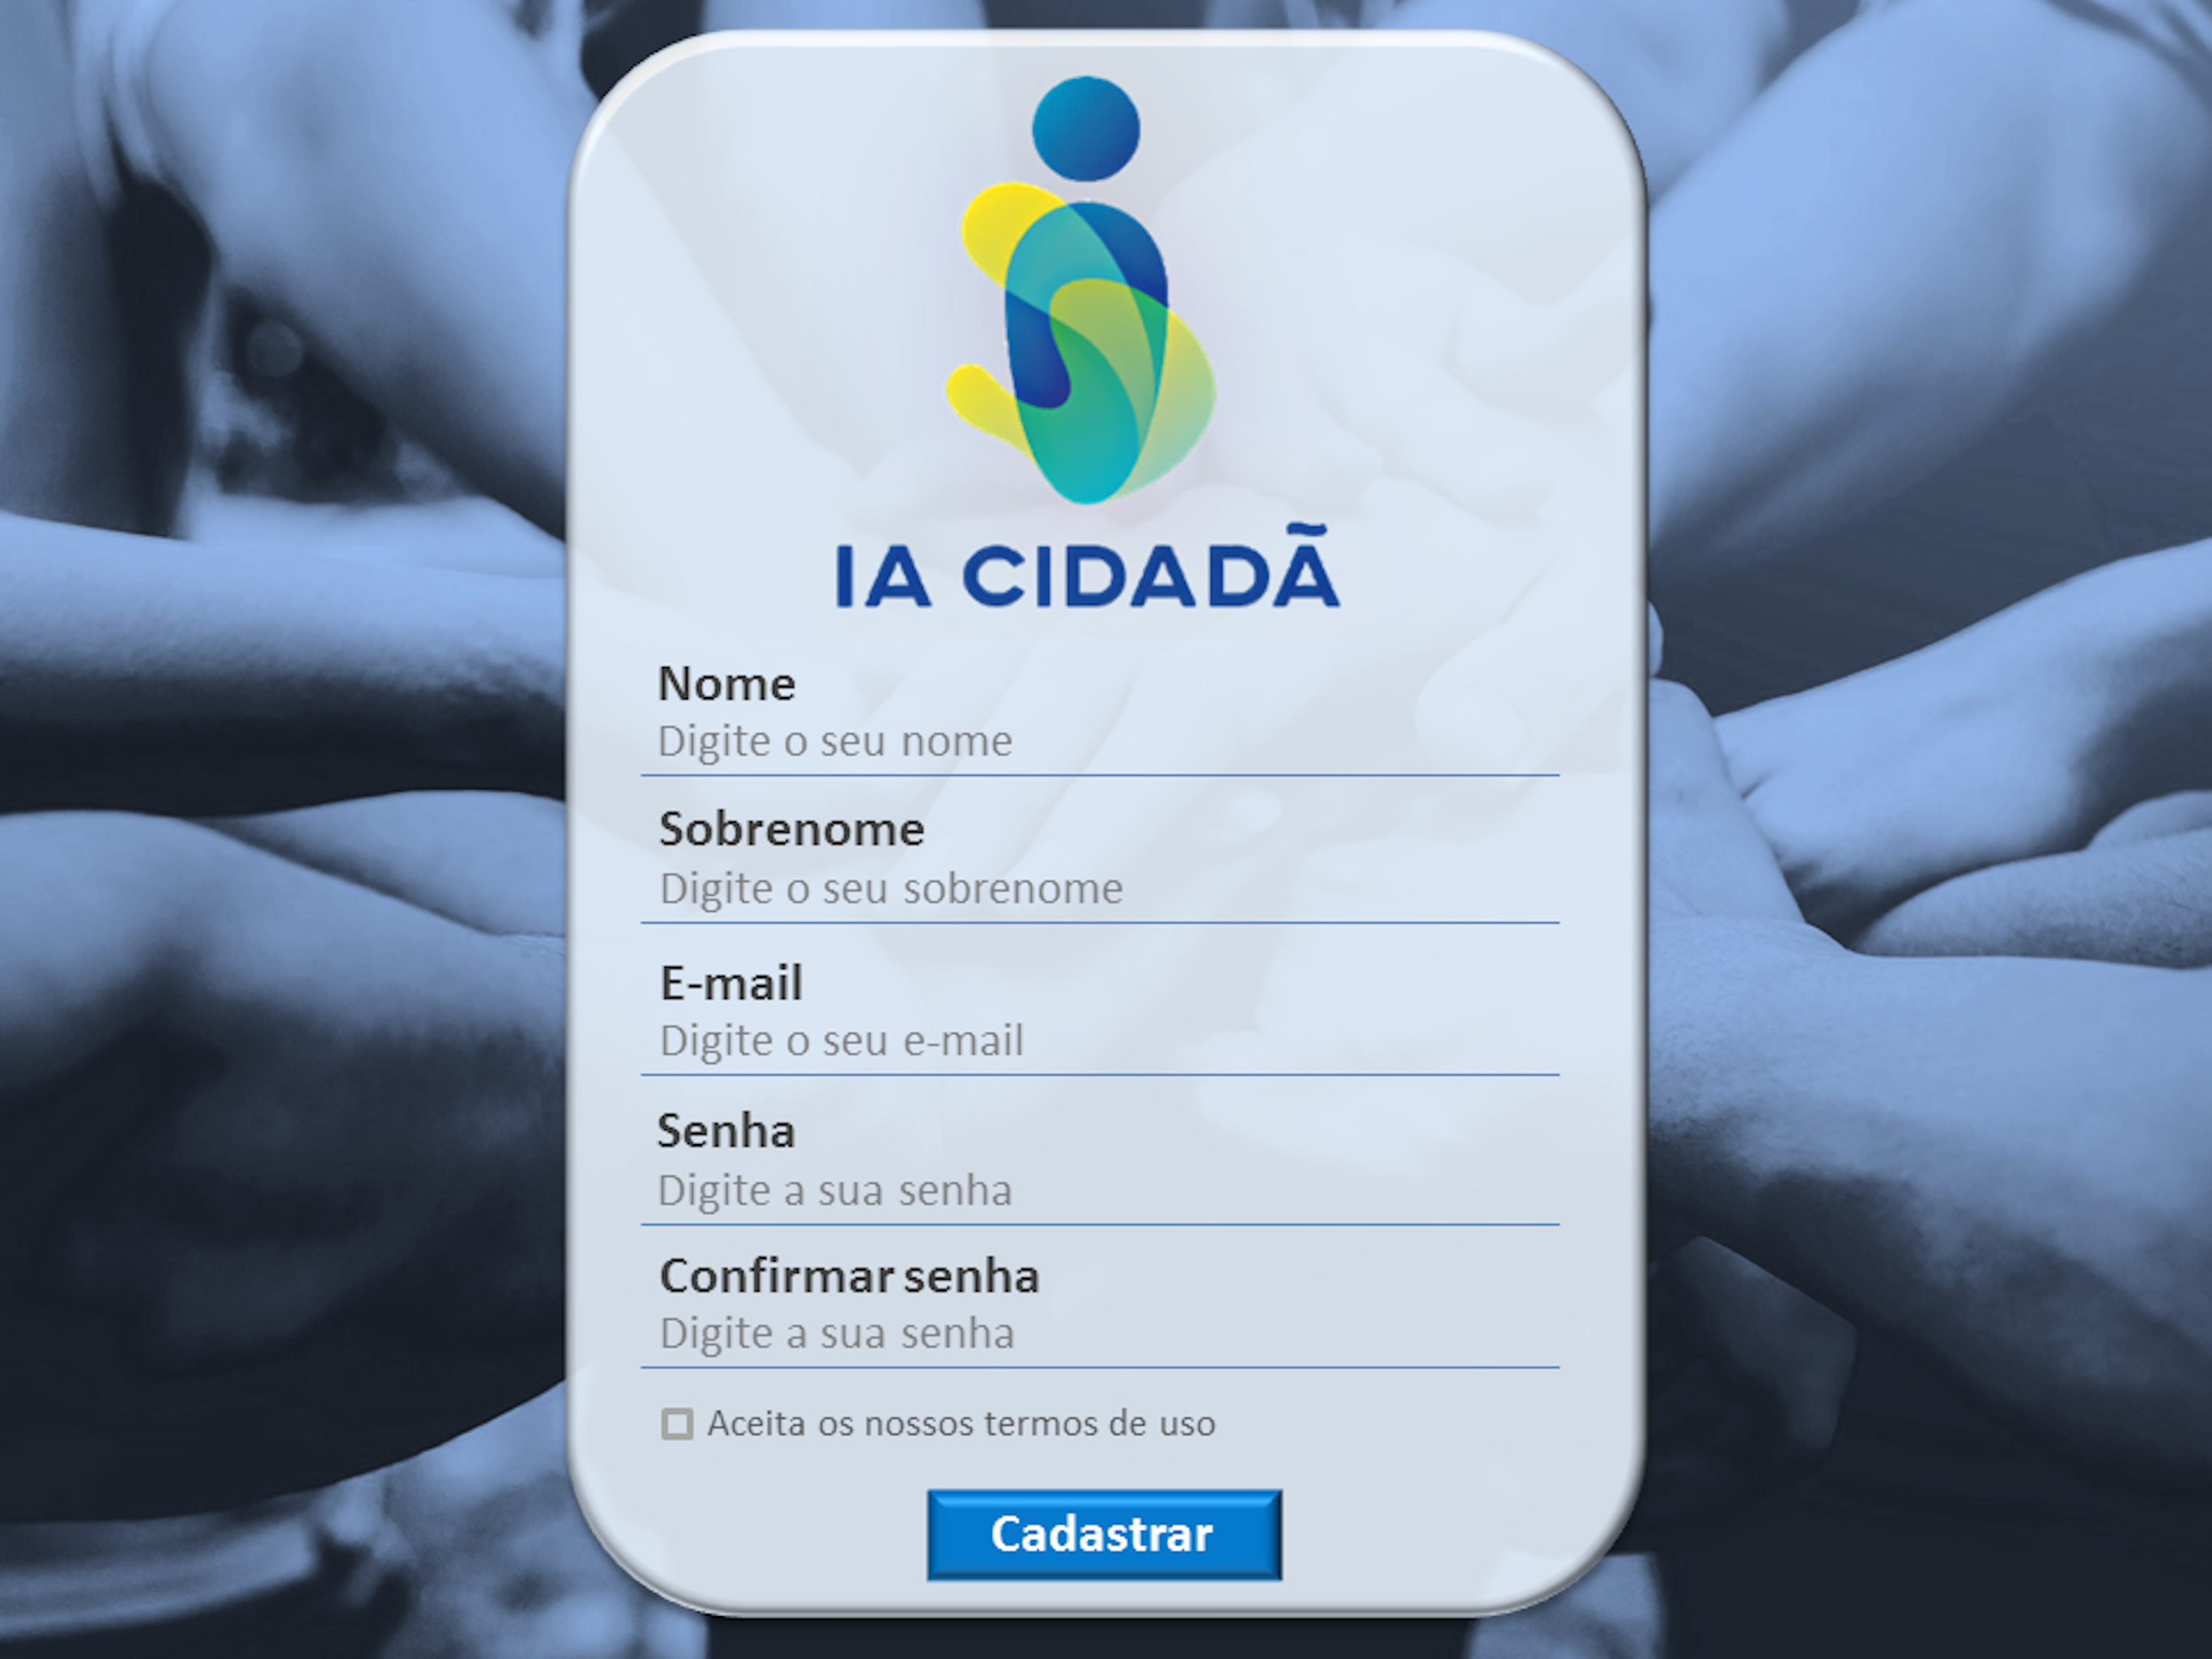 IA CIDADÃ
Nome
Digite o seu nome
Sobrenome
Digite o seu sobrenome
E-mail
Digite o seu e-mail
Senha
Digite a sua senha
Confirmar senha
Digite a sua senha
Aceita os nossos termos de uso
Cadastrar